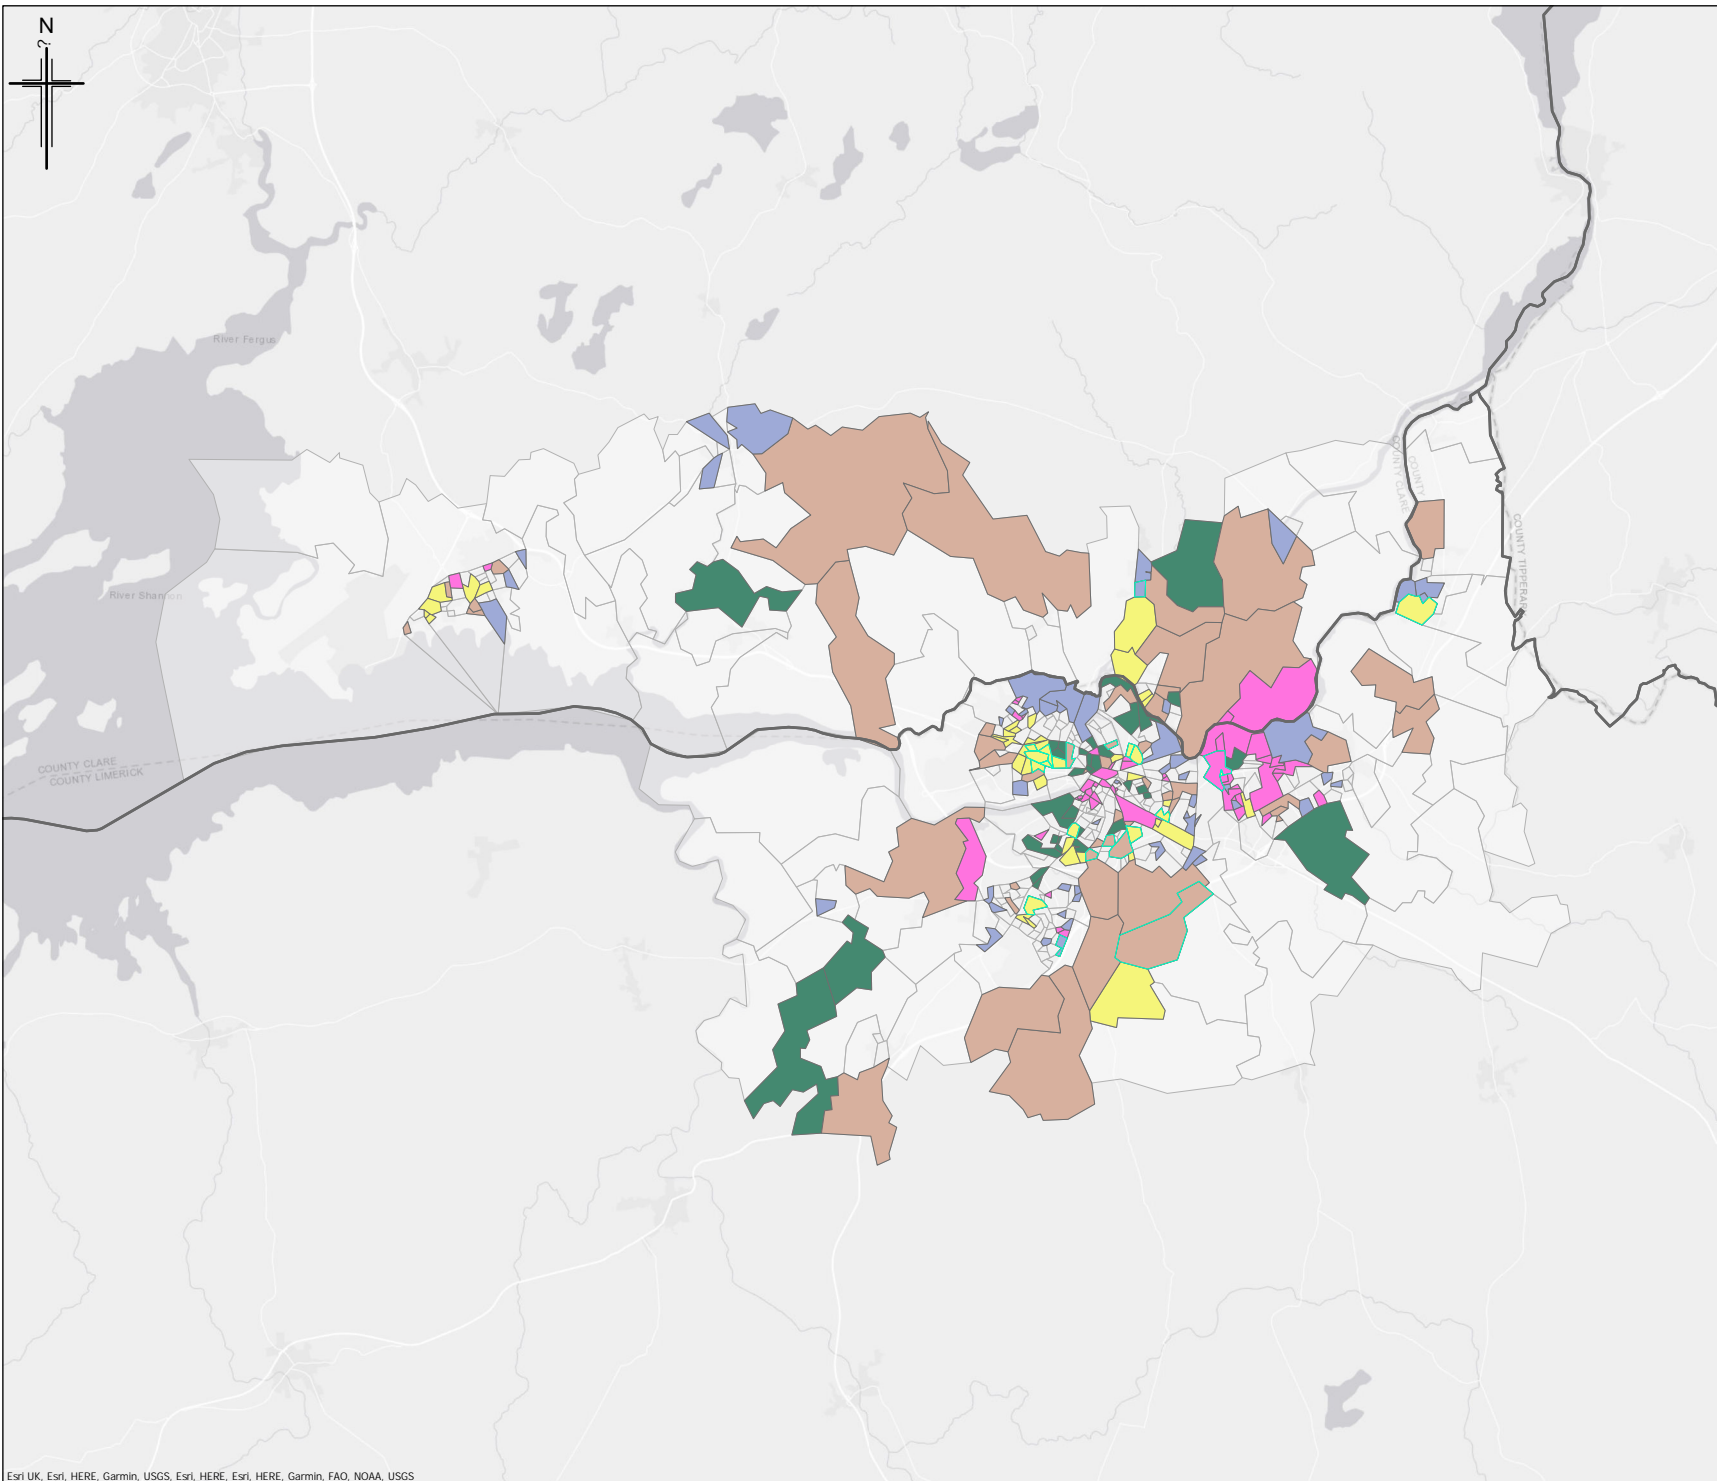 N
?
River Fergus
COUNTY
COUNTY CLARE
COUNTY TIPPERARY
River Shannon
COUNTY CLARE
COUNTY LIMERICK
Esri UK, Esri, HERE, Garmin, USGS, Esri, HERE, Esri, HERE, Garmin, FAO, NOAA, USGS